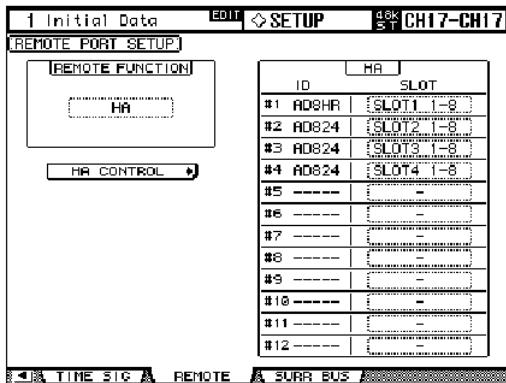 1 Initial Data EDIT SETUP 48K ST CH17-CH17
REMOTE PORT SETUP
REMOTE FUNCTION
HA
HA CONTROL
HA
ID SLOT
#1 AD8HR SLOT1 1-8
#2 AD824 SLOT2 1-8
#3 AD824 SLOT3 1-8
#4 AD824 SLOT4 1-8
#5 ----- -
#6 ----- -
#7 ----- -
#8 ----- -
#9 ----- -
#10 ----- -
#11 ----- -
#12 ----- -
TIME SIG REMOTE SURR BUS